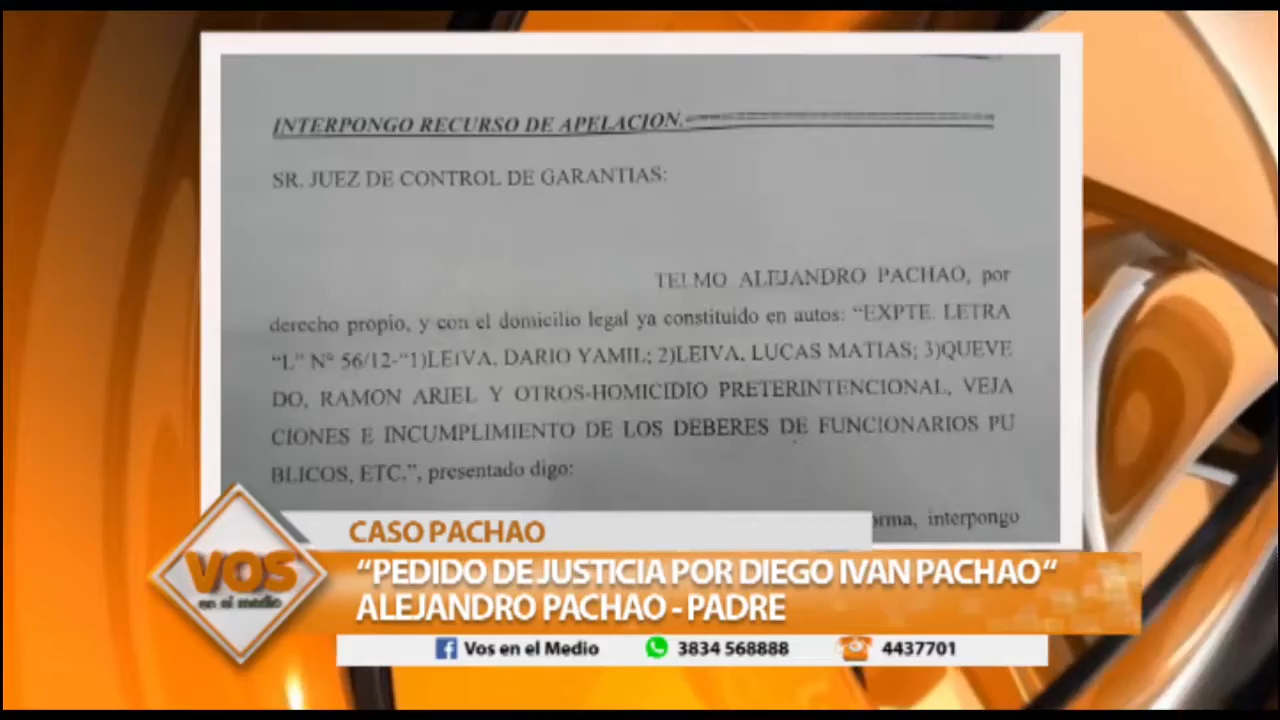 INTERPONGO RECURSO DE APELACION.
SR. JUEZ DE CONTROL DE GARANTIAS:
TELMO ALEJANDRO PACHAO, por
derecho propio, y con el domicilio legal ya constituido en autos: “EXPTE. LETRA
“L” N° 56/12-“1)LEIVA, DARIO YAMIL; 2)LEIVA, LUCAS MATIAS; 3)QUEVE
DO, RAMON ARIEL Y OTROS-HOMICIDIO PRETERINTENCIONAL, VEJA
CIONES E INCUMPLIMIENTO DE LOS DEBERES DE FUNCIONARIOS PU
BLICOS, ETC.”, presentado digo:
orma, interpongo
CASO PACHAO
“PEDIDO DE JUSTICIA POR DIEGO IVAN PACHAO“
ALEJANDRO PACHAO - PADRE
VOS
en el medio
Vos en el Medio 3834 568888 4437701